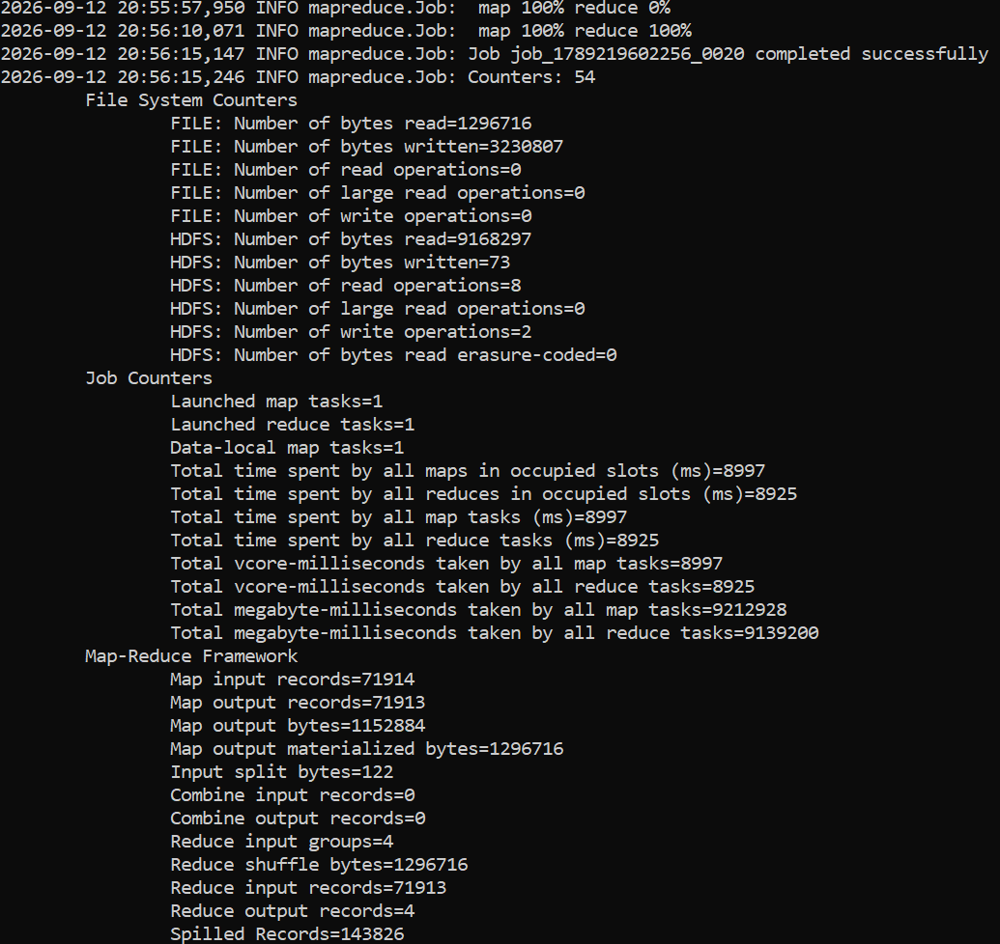 2026-09-12 20:55:57,950 INFO mapreduce.Job:  map 100% reduce 0%
2026-09-12 20:56:10,071 INFO mapreduce.Job:  map 100% reduce 100%
2026-09-12 20:56:15,147 INFO mapreduce.Job: Job job_1789219602256_0020 completed successfully
2026-09-12 20:56:15,246 INFO mapreduce.Job: Counters: 54
File System Counters
FILE: Number of bytes read=1296716
FILE: Number of bytes written=3230807
FILE: Number of read operations=0
FILE: Number of large read operations=0
FILE: Number of write operations=0
HDFS: Number of bytes read=9168297
HDFS: Number of bytes written=73
HDFS: Number of read operations=8
HDFS: Number of large read operations=0
HDFS: Number of write operations=2
HDFS: Number of bytes read erasure-coded=0
Job Counters
Launched map tasks=1
Launched reduce tasks=1
Data-local map tasks=1
Total time spent by all maps in occupied slots (ms)=8997
Total time spent by all reduces in occupied slots (ms)=8925
Total time spent by all map tasks (ms)=8997
Total time spent by all reduce tasks (ms)=8925
Total vcore-milliseconds taken by all map tasks=8997
Total vcore-milliseconds taken by all reduce tasks=8925
Total megabyte-milliseconds taken by all map tasks=9212928
Total megabyte-milliseconds taken by all reduce tasks=9139200
Map-Reduce Framework
Map input records=71914
Map output records=71913
Map output bytes=1152884
Map output materialized bytes=1296716
Input split bytes=122
Combine input records=0
Combine output records=0
Reduce input groups=4
Reduce shuffle bytes=1296716
Reduce input records=71913
Reduce output records=4
Spilled Records=143826